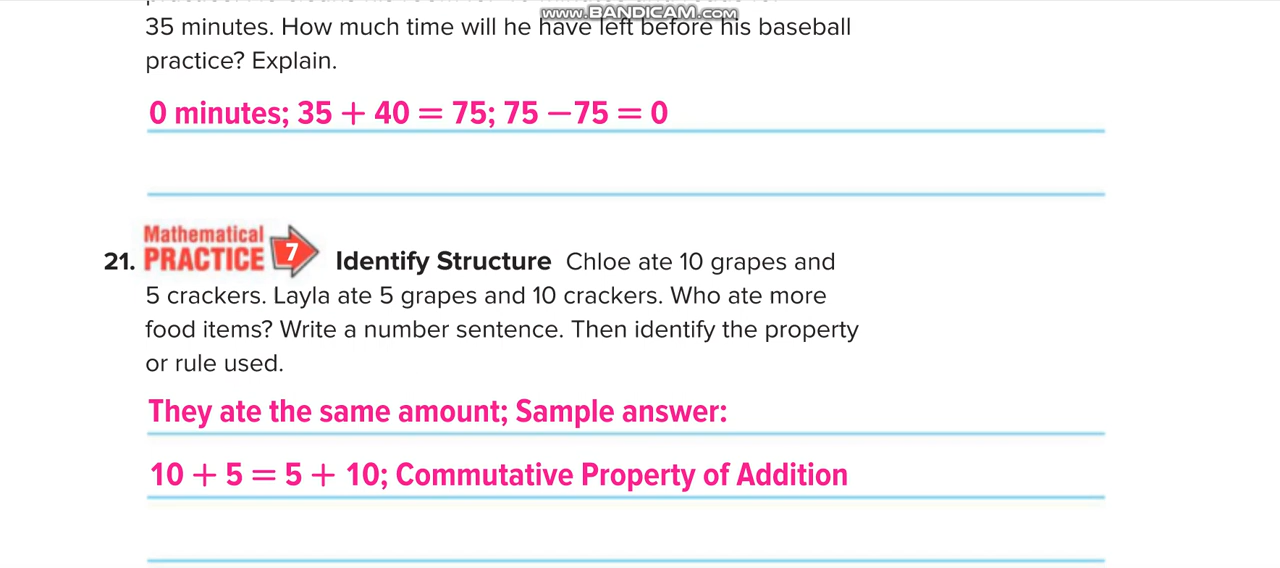 www.BANDICAM.com
35 minutes. How much time will he have left before his baseball
practice? Explain.
0 minutes; 35 + 40 = 75; 75 −75 = 0
Mathematical
21. PRACTICE 7 Identify Structure Chloe ate 10 grapes and
5 crackers. Layla ate 5 grapes and 10 crackers. Who ate more
food items? Write a number sentence. Then identify the property
or rule used.
They ate the same amount; Sample answer:
10 + 5 = 5 + 10; Commutative Property of Addition